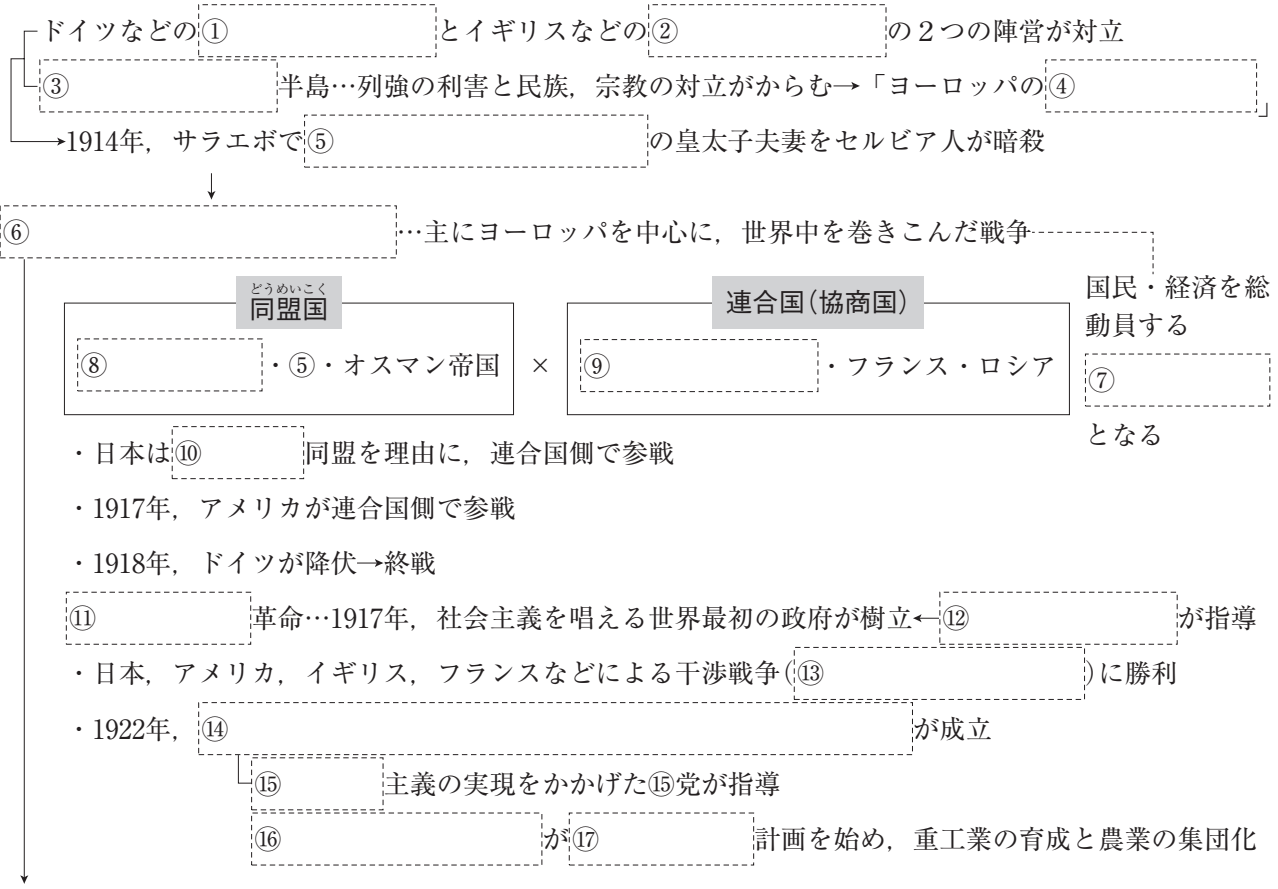 ドイツなどの①とイギリスなどの②の２つの陣営が対立
③半島…列強の利害と民族，宗教の対立がからむ→「ヨーロッパの④」
→1914年，サラエボで⑤の皇太子夫妻をセルビア人が暗殺
↓
⑥…主にヨーロッパを中心に，世界中を巻きこんだ戦争
国民・経済を総
動員する
⑦
となる
どうめいこく
同盟国
⑧・⑤・オスマン帝国
×
連合国(協商国)
⑨・フランス・ロシア
・日本は⑩同盟を理由に，連合国側で参戦
・1917年，アメリカが連合国側で参戦
・1918年，ドイツが降伏→終戦
⑪革命…1917年，社会主義を唱える世界最初の政府が樹立←⑫が指導
・日本，アメリカ，イギリス，フランスなどによる干渉戦争(⑬)に勝利
・1922年，⑭が成立
⑮主義の実現をかかげた⑮党が指導
⑯が⑰計画を始め，重工業の育成と農業の集団化